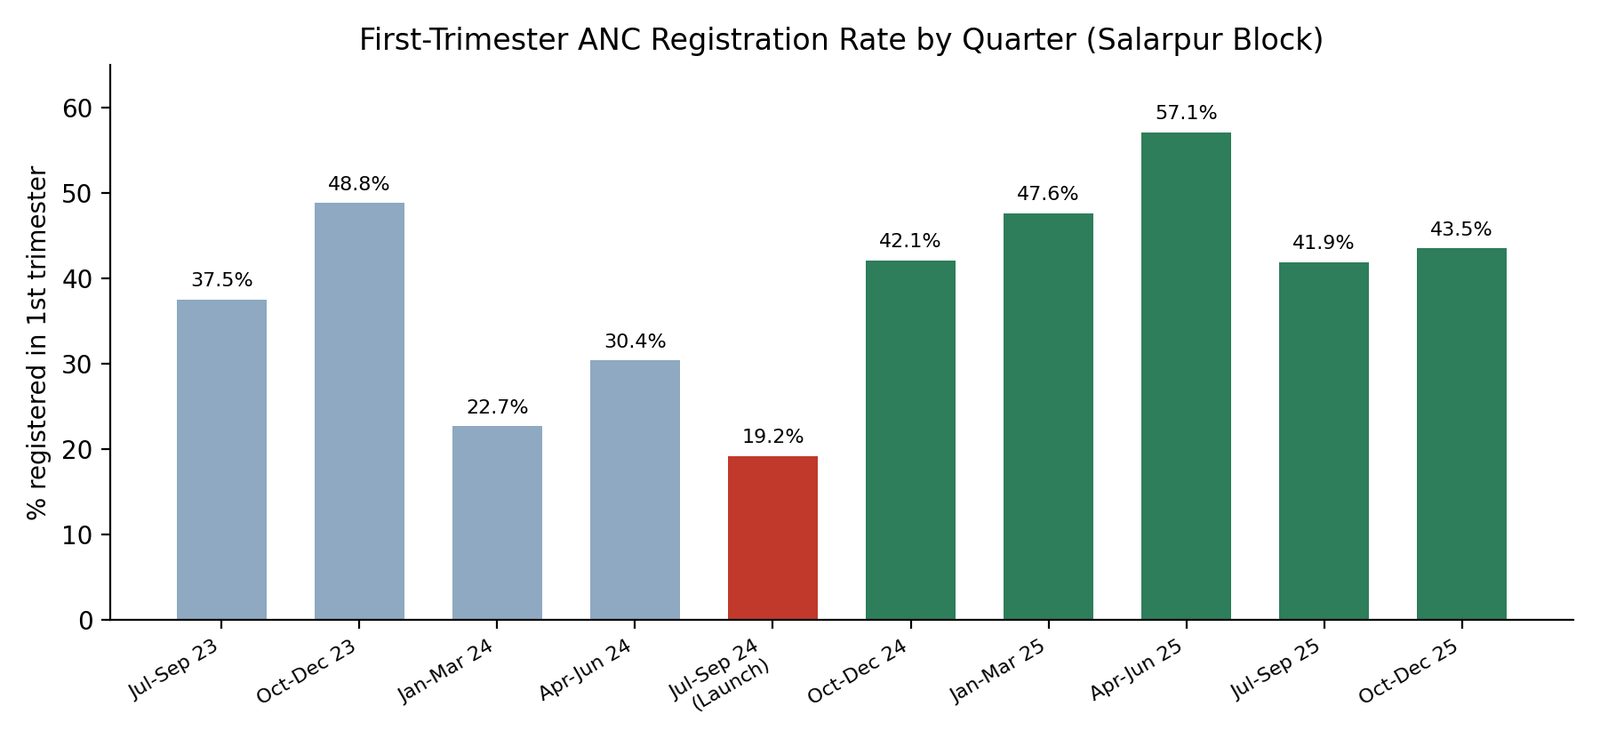 First-Trimester ANC Registration Rate by Quarter (Salarpur Block)
% registered in 1st trimester
60
50
40
30
20
10
0
37.5%
48.8%
22.7%
30.4%
19.2%
42.1%
47.6%
57.1%
41.9%
43.5%
Jul-Sep 23
Oct-Dec 23
Jan-Mar 24
Apr-Jun 24
Jul-Sep 24
(Launch)
Oct-Dec 24
Jan-Mar 25
Apr-Jun 25
Jul-Sep 25
Oct-Dec 25